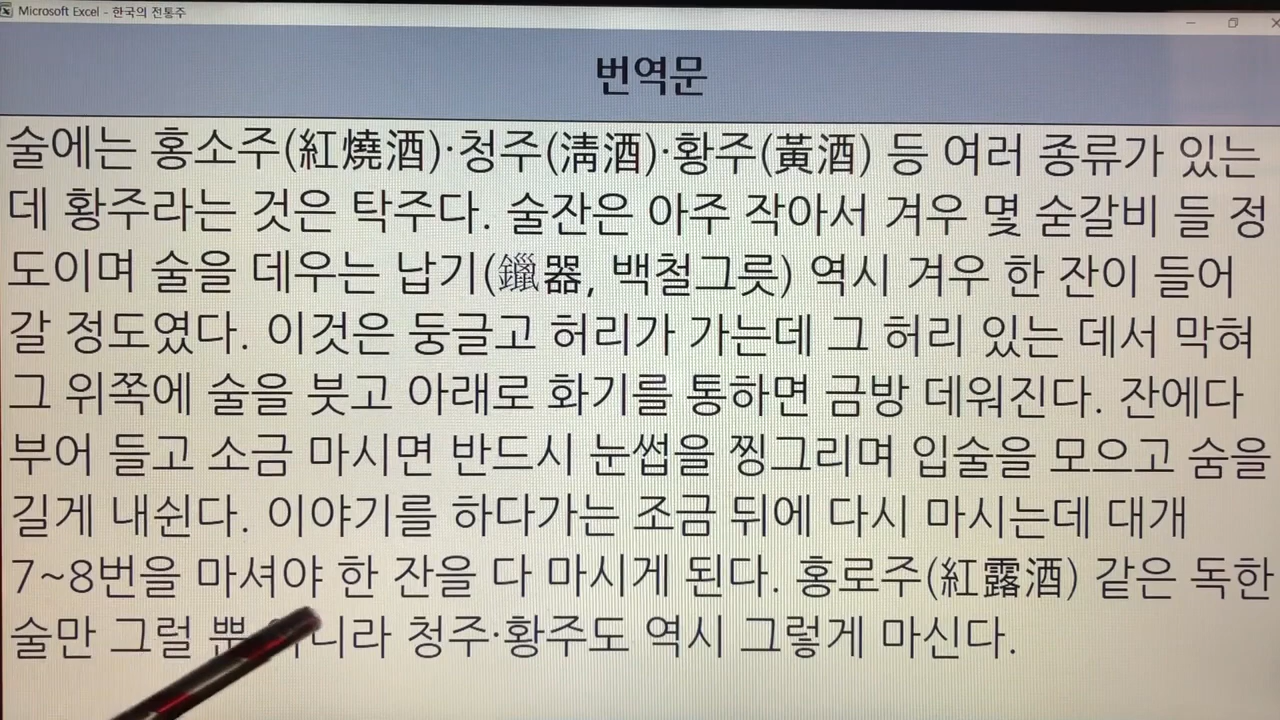 Microsoft Excel - 한국의 전통주
번역문
술에는 홍소주(紅燒酒)·청주(淸酒)·황주(黃酒) 등 여러 종류가 있는
데 황주라는 것은 탁주다. 술잔은 아주 작아서 겨우 몇 숟갈비 들 정
도이며 술을 데우는 납기(鑞器, 백철그릇) 역시 겨우 한 잔이 들어
갈 정도였다. 이것은 둥글고 허리가 가는데 그 허리 있는 데서 막혀
그 위쪽에 술을 붓고 아래로 화기를 통하면 금방 데워진다. 잔에다
부어 들고 소금 마시면 반드시 눈썹을 찡그리며 입술을 모으고 숨을
길게 내쉰다. 이야기를 하다가는 조금 뒤에 다시 마시는데 대개
7~8번을 마셔야 한 잔을 다 마시게 된다. 홍로주(紅露酒) 같은 독한
술만 그럴 청주·황주도 역시 그렇게 마신다.